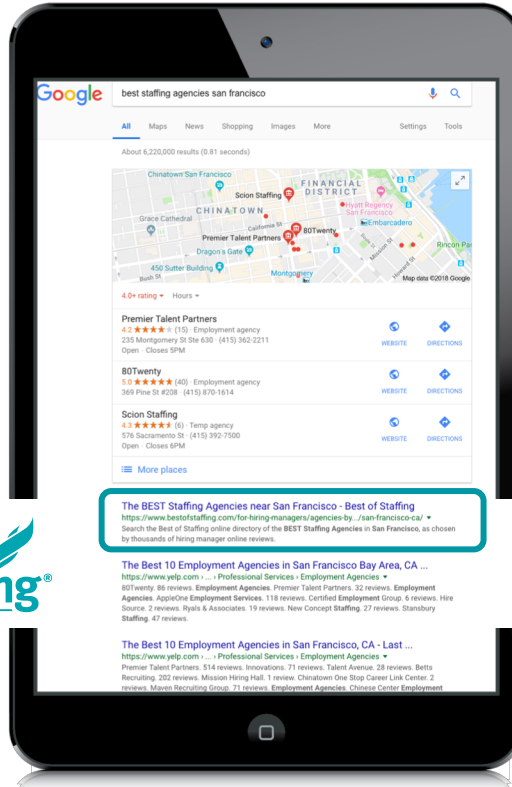 Google
best staffing agencies san francisco
All Maps News Shopping Images More Settings Tools
About 6,220,000 results (0.81 seconds)
Chinatown San Francisco
Scion Staffing
FINANCIAL
DISTRICT
Hyatt Regency
San Francisco
Embarcadero
CHINATOWN
Grace Cathedral
California St
80Twenty
Premier Talent Partners
Dragon's Gate
Mission St
Rincon Pa
450 Sutter Building
Howard St
Montgomery
Bush St
Map data ©2018 Google
4.0+ rating Hours
Premier Talent Partners
4.2 (15) · Employment agency
235 Montgomery St Ste 630 · (415) 362-2211
Open · Closes 5PM
WEBSITE DIRECTIONS
80Twenty
5.0 (40) · Employment agency
369 Pine St #208 · (415) 870-1614
WEBSITE DIRECTIONS
Scion Staffing
4.3 (6) · Temp agency
576 Sacramento St · (415) 392-7500
Open · Closes 6PM
WEBSITE DIRECTIONS
More places
The BEST Staffing Agencies near San Francisco - Best of Staffing
https://www.bestofstaffing.com/for-hiring-managers/agencies-by.../san-francisco-ca/
Search the Best of Staffing online directory of the BEST Staffing Agencies in San Francisco, as chosen
by thousands of hiring manager online reviews.
ng®
The Best 10 Employment Agencies in San Francisco Bay Area, CA ...
https://www.yelp.com › ... › Professional Services › Employment Agencies
80Twenty. 86 reviews. Employment Agencies. Premier Talent Partners. 32 reviews. Employment
Agencies. AppleOne Employment Services. 118 reviews. Certified Employment Group. 6 reviews. Hire
Source. 2 reviews. Ryals & Associates. 19 reviews. New Concept Staffing. 27 reviews. Stansbury
Staffing. 47 reviews.
The Best 10 Employment Agencies in San Francisco, CA - Last ...
https://www.yelp.com › ... › Professional Services › Employment Agencies
Premier Talent Partners. 514 reviews. Innovations. 71 reviews. Talent Avenue. 28 reviews. Betts
Recruiting. 202 reviews. Mission Hiring Hall. 1 review. Chinatown One Stop Career Link Center. 2
reviews. Maven Recruiting Group. 71 reviews. Employment Agencies. Chinese Center Employment